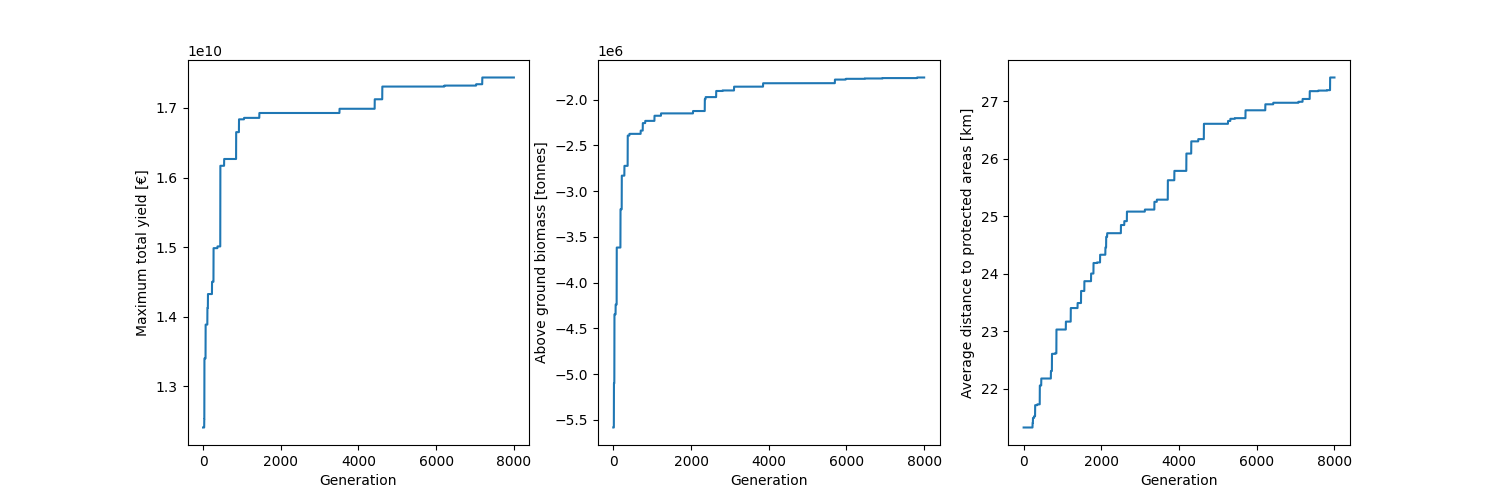 1e10
Maximum total yield [€]
1.7
1.6
1.5
1.4
1.3
0 2000 4000 6000 8000
Generation
1e6
Above ground biomass [tonnes]
−2.0
−2.5
−3.0
−3.5
−4.0
−4.5
−5.0
−5.5
0 2000 4000 6000 8000
Generation
Average distance to protected areas [km]
27
26
25
24
23
22
0 2000 4000 6000 8000
Generation